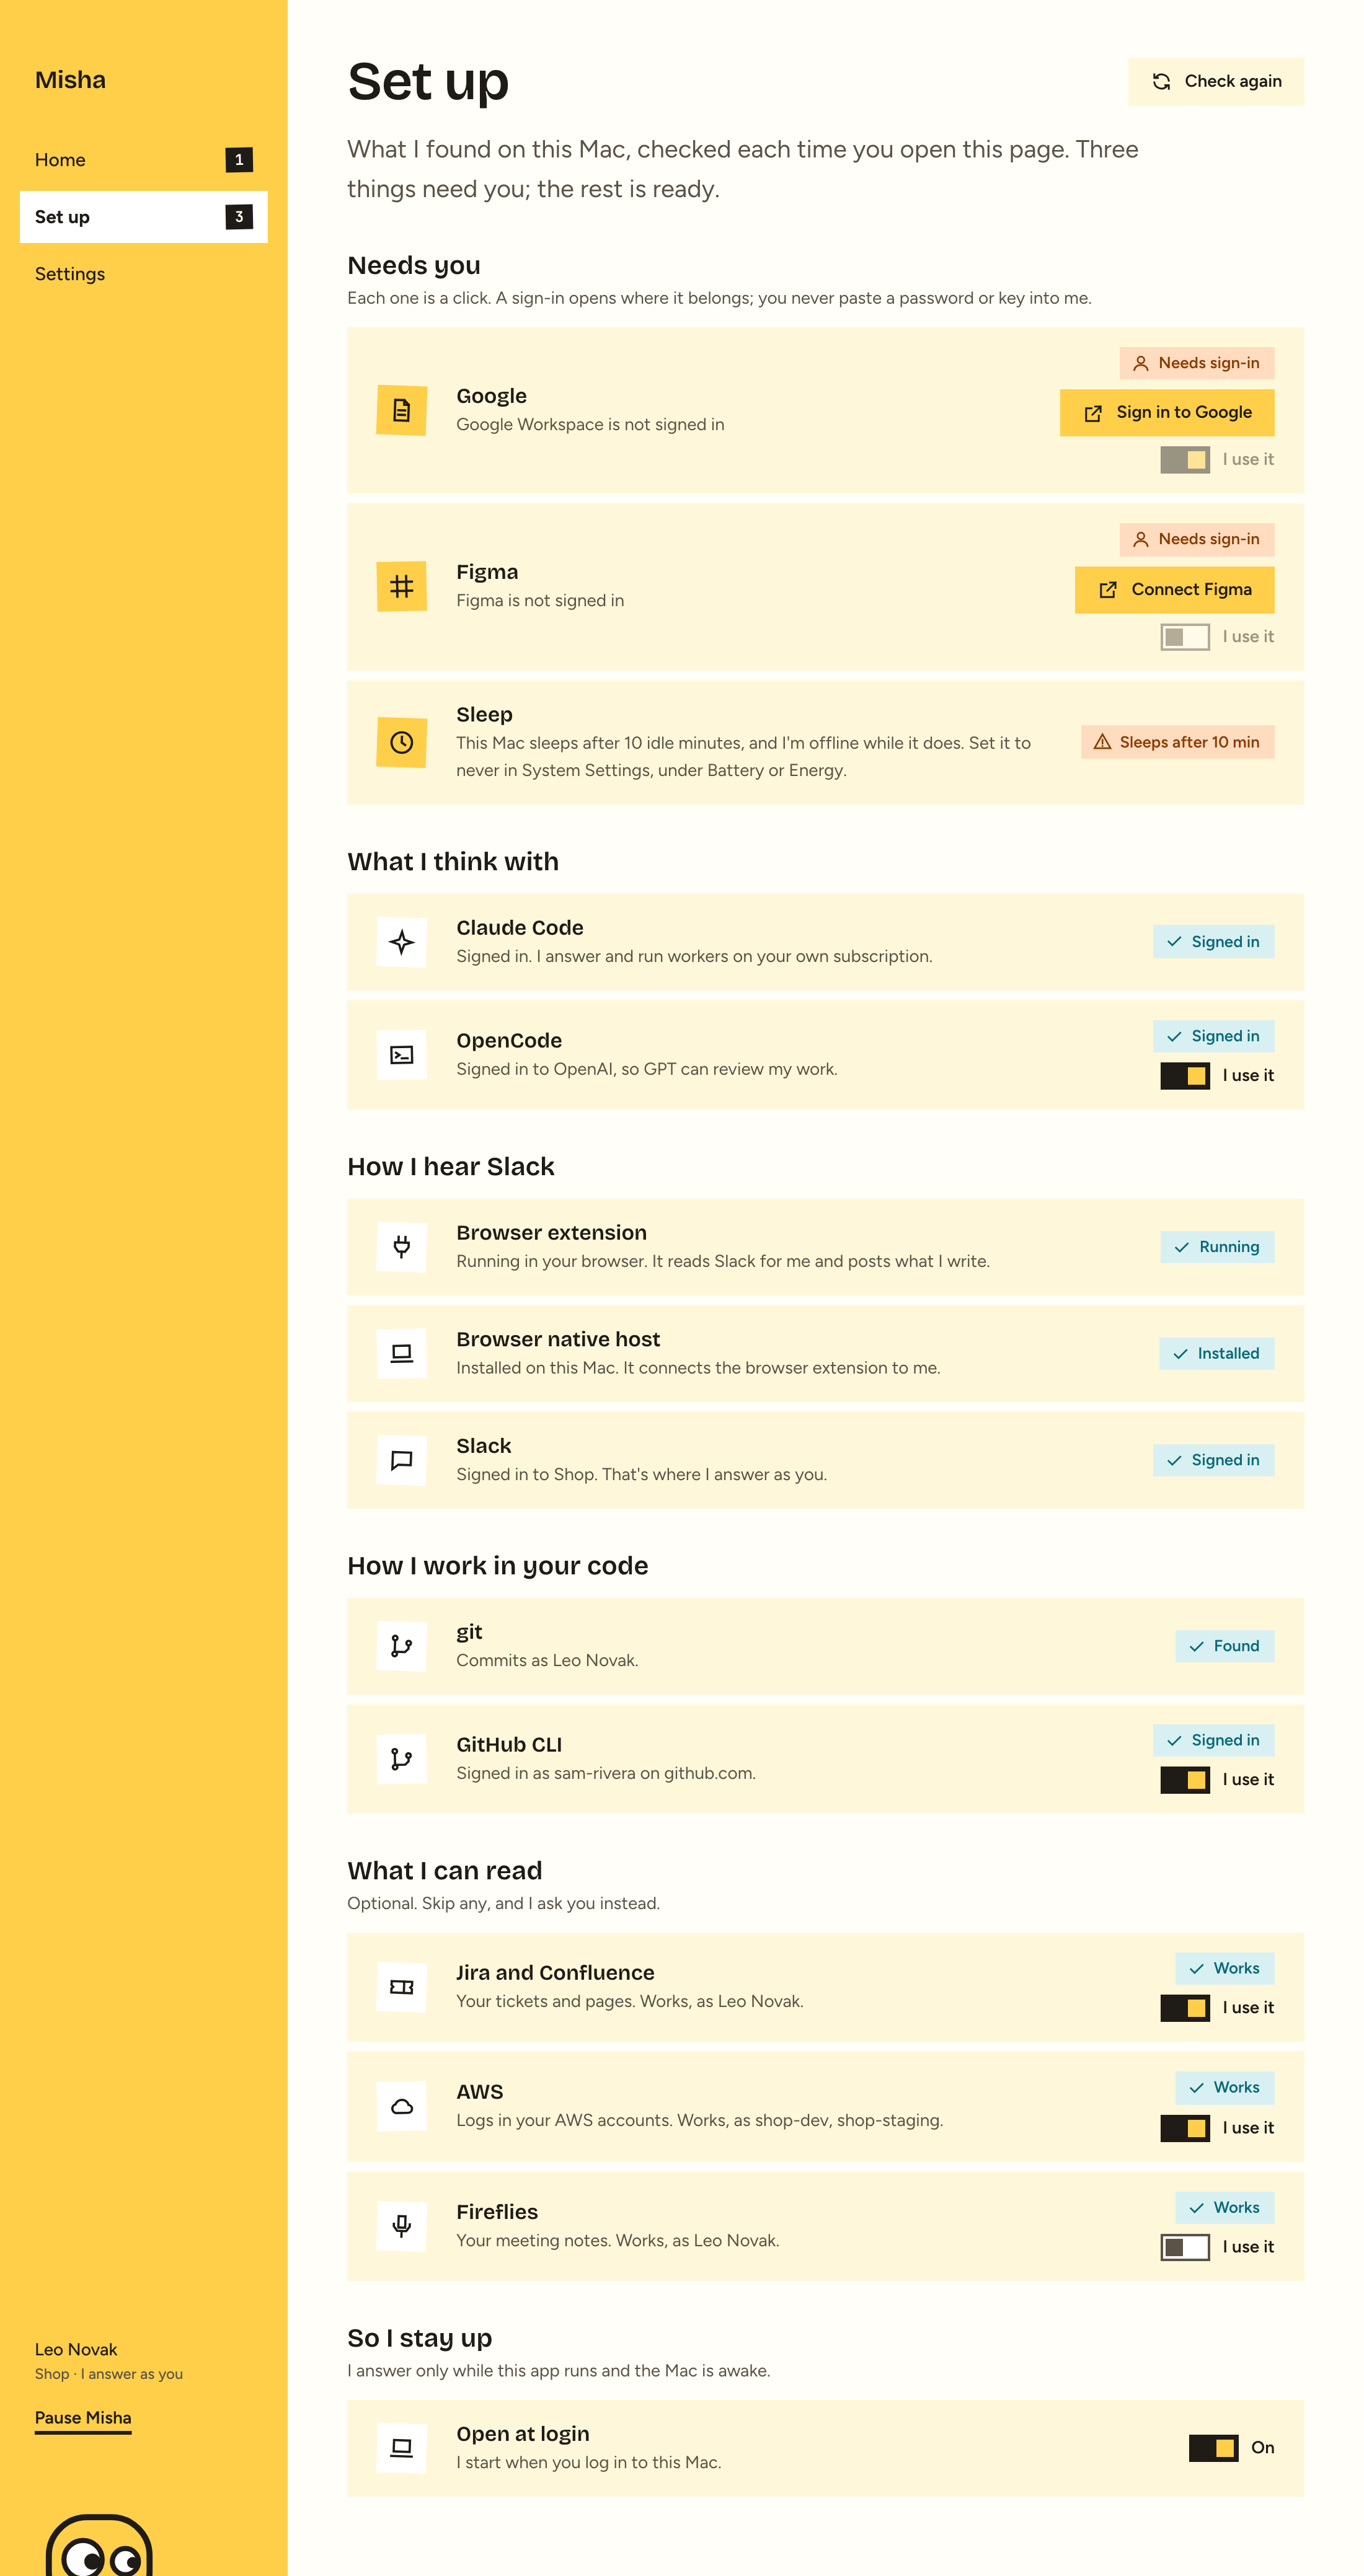 Misha
Home
1
Set up
3
Settings
Leo Novak
Shop · I answer as you
Pause Misha
Set up
Check again
What I found on this Mac, checked each time you open this page. Three
things need you; the rest is ready.
Needs you
Each one is a click. A sign-in opens where it belongs; you never paste a password or key into me.
Google
Google Workspace is not signed in
Needs sign-in
Sign in to Google
I use it
Figma
Figma is not signed in
Needs sign-in
Connect Figma
I use it
Sleep
This Mac sleeps after 10 idle minutes, and I'm offline while it does. Set it to
never in System Settings, under Battery or Energy.
Sleeps after 10 min
What I think with
Claude Code
Signed in. I answer and run workers on your own subscription.
Signed in
OpenCode
Signed in to OpenAI, so GPT can review my work.
Signed in
I use it
How I hear Slack
Browser extension
Running in your browser. It reads Slack for me and posts what I write.
Running
Browser native host
Installed on this Mac. It connects the browser extension to me.
Installed
Slack
Signed in to Shop. That's where I answer as you.
Signed in
How I work in your code
git
Commits as Leo Novak.
Found
GitHub CLI
Signed in as sam-rivera on github.com.
Signed in
I use it
What I can read
Optional. Skip any, and I ask you instead.
Jira and Confluence
Your tickets and pages. Works, as Leo Novak.
Works
I use it
AWS
Logs in your AWS accounts. Works, as shop-dev, shop-staging.
Works
I use it
Fireflies
Your meeting notes. Works, as Leo Novak.
Works
I use it
So I stay up
I answer only while this app runs and the Mac is awake.
Open at login
I start when you log in to this Mac.
On